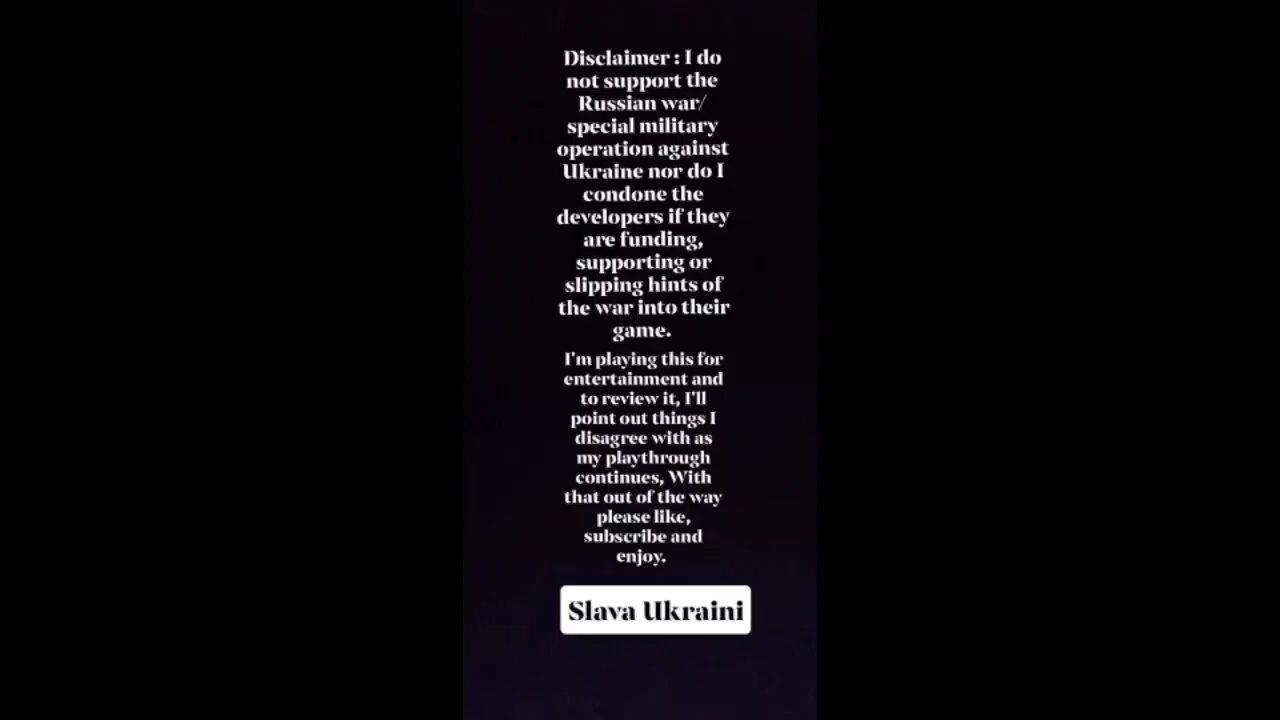 Disclaimer : I do
not support the
Russian war/
special military
operation against
Ukraine nor do I
condone the
developers if they
are funding,
supporting or
slipping hints of
the war into their
game.
I'm playing this for
entertainment and
to review it, I'll
point out things I
disagree with as
my playthrough
continues, With
that out of the way
please like,
subscribe and
enjoy.
Slava Ukraini